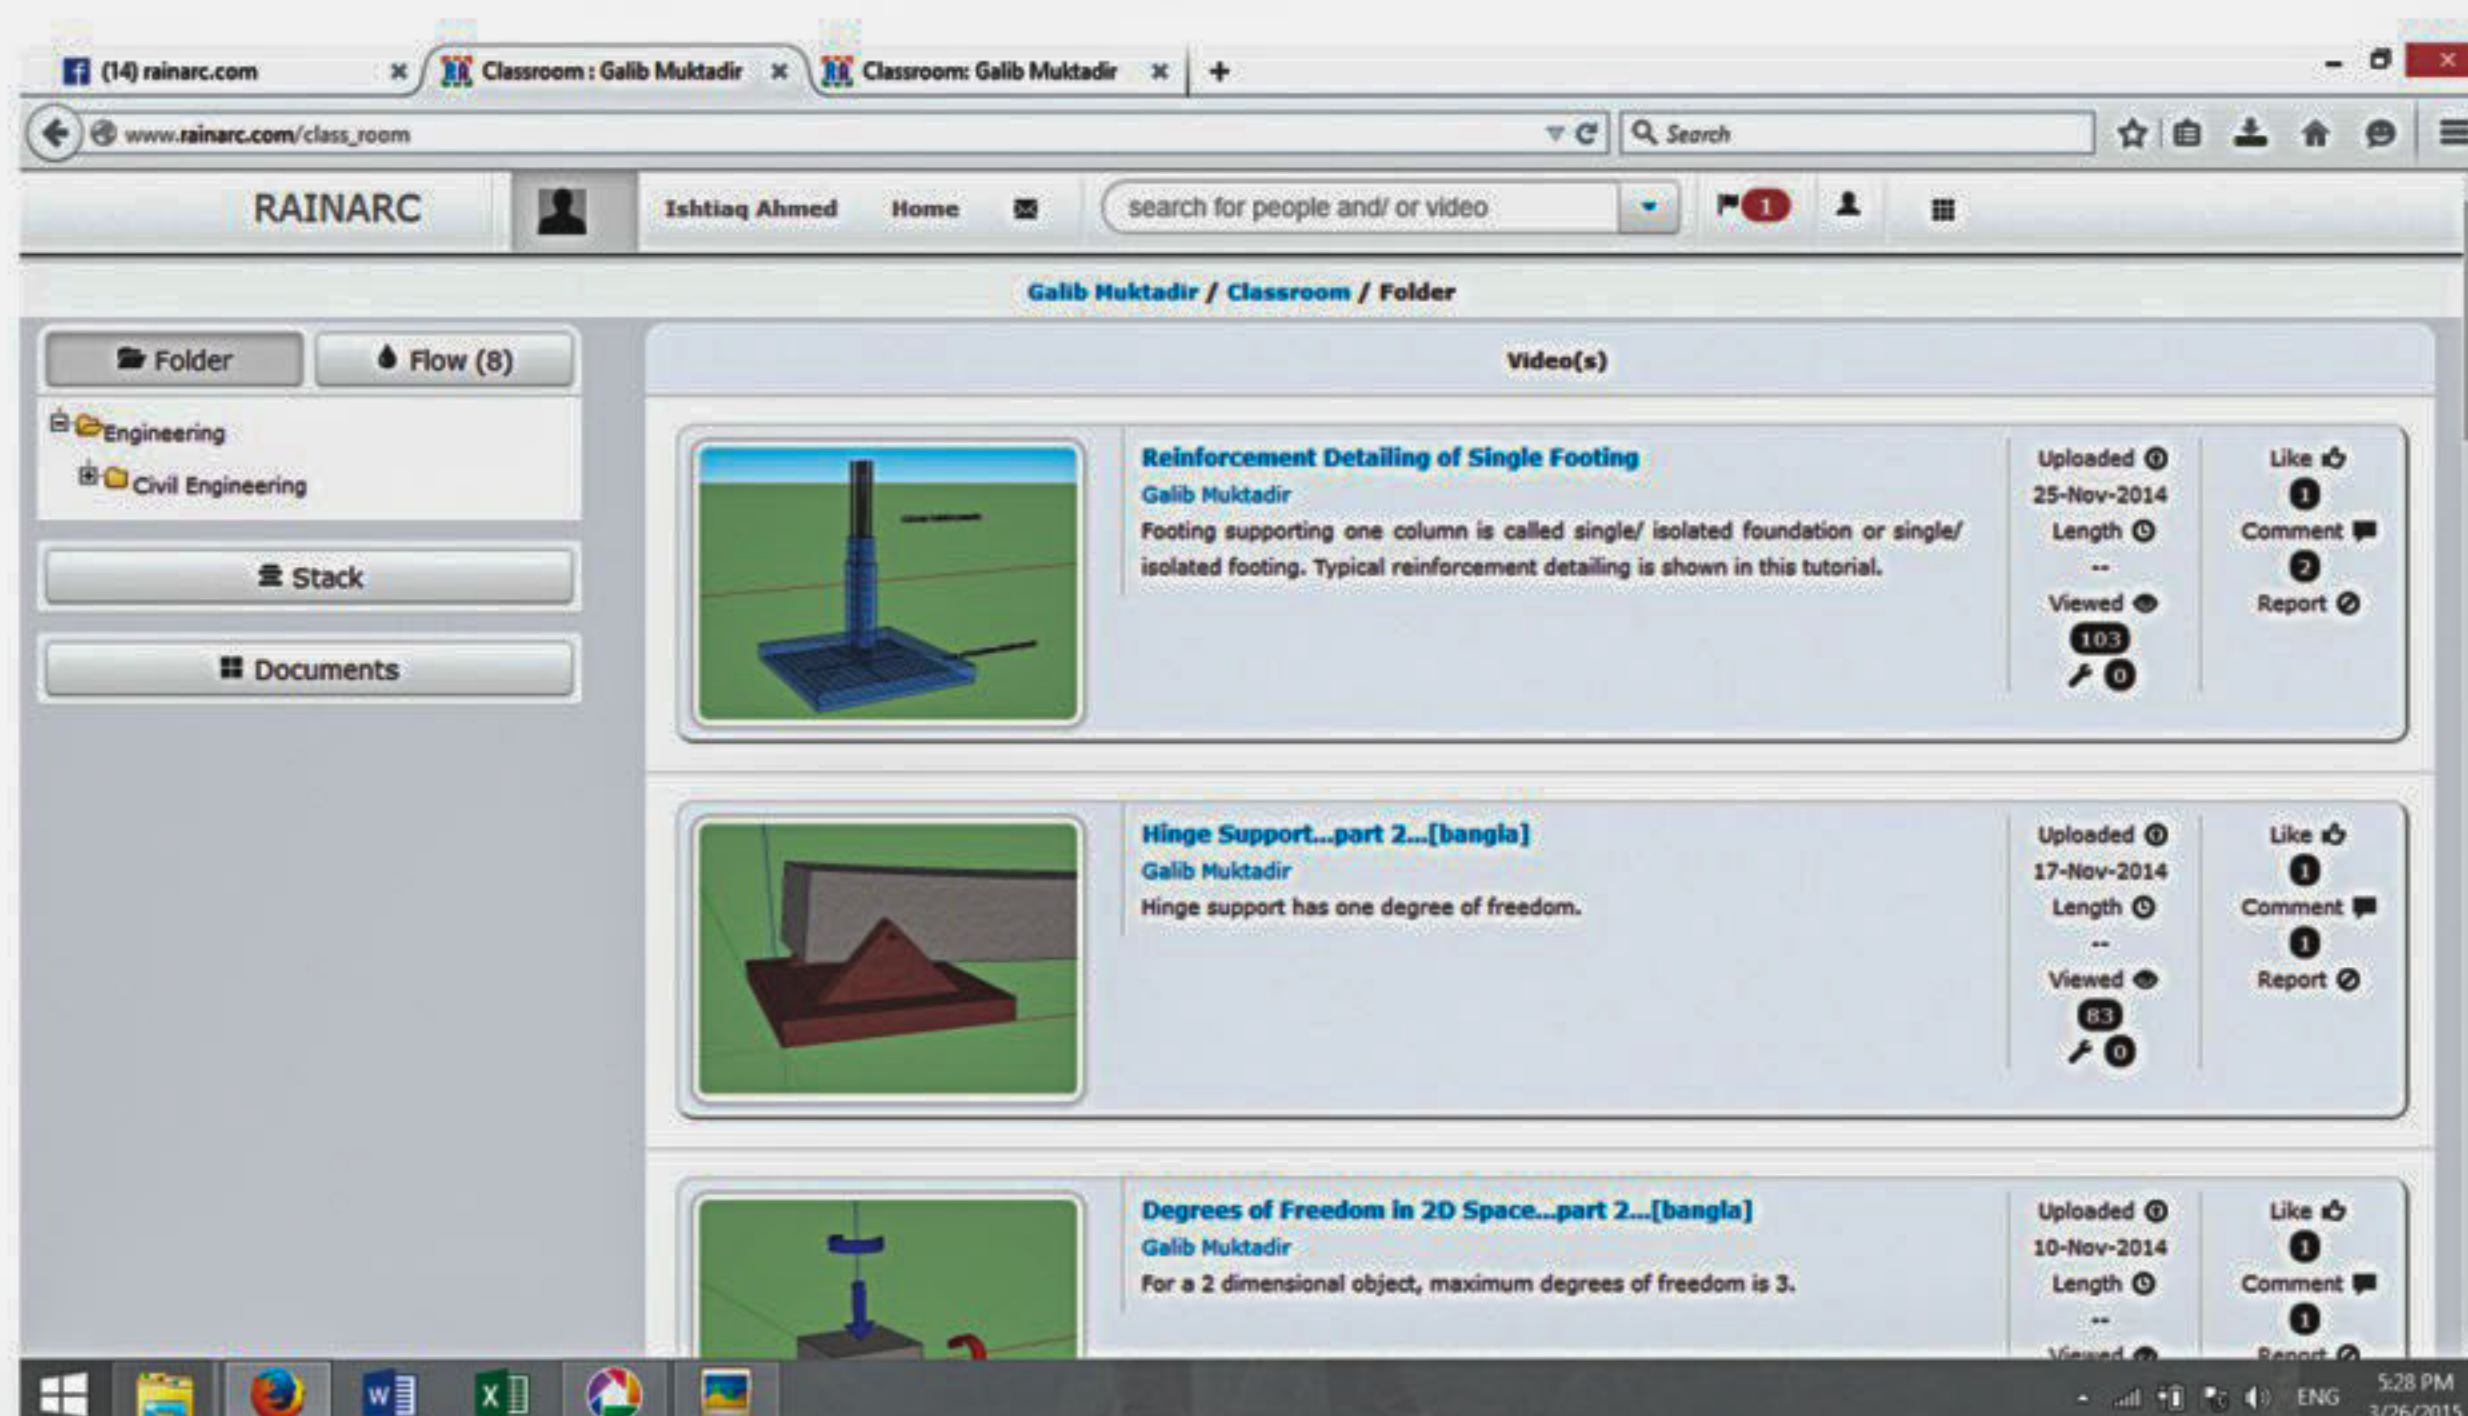 (14) rainarc.com
Classroom : Galib Muktadir
Classroom: Galib Muktadir
www.rainarc.com/class_room
Search
RAINARC
Ishtiaq Ahmed
Home
search for people and/ or video
1
Galib Muktadir / Classroom / Folder
Folder
Flow (8)
Engineering
Civil Engineering
Stack
Documents
Video(s)
Reinforcement Detailing of Single Footing
Galib Muktadir
Footing supporting one column is called single/ isolated foundation or single/
isolated footing. Typical reinforcement detailing is shown in this tutorial.
Uploaded
25-Nov-2014
Length
--
Viewed
103
0
Like
1
Comment
2
Report
Hinge Support...part 2...[bangla]
Galib Muktadir
Hinge support has one degree of freedom.
Uploaded
17-Nov-2014
Length
--
Viewed
83
0
Like
1
Comment
1
Report
Degrees of Freedom in 2D Space...part 2...[bangla]
Galib Muktadir
For a 2 dimensional object, maximum degrees of freedom is 3.
Uploaded
10-Nov-2014
Length
--
Viewed
Like
1
Comment
1
Report
ENG
5:28 PM
3/26/2015